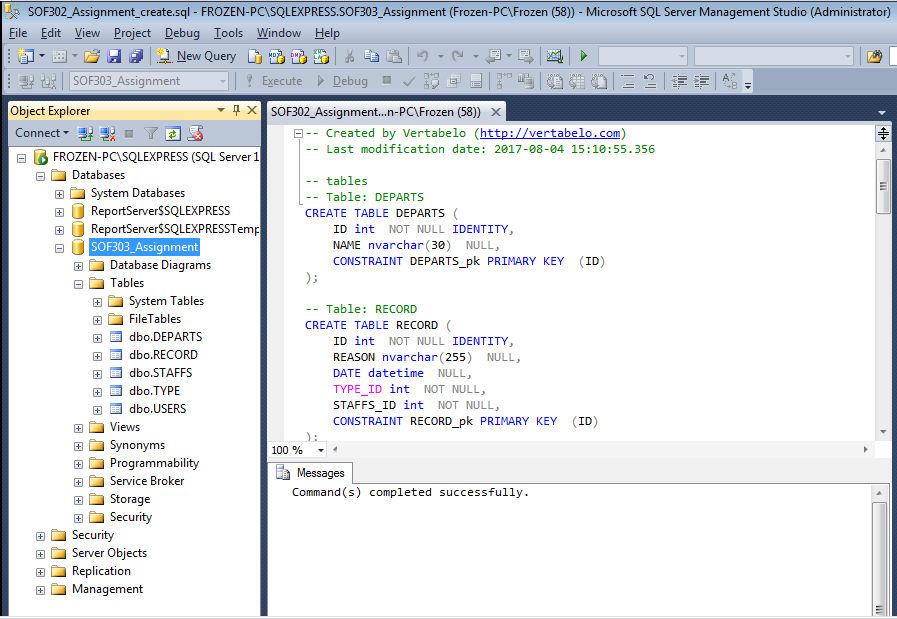 SOF302_Assignment_create.sql - FROZEN-PC\SQLEXPRESS.SOF303_Assignment (Frozen-PC\Frozen (58)) - Microsoft SQL Server Management Studio (Administrator)
File Edit View Project Debug Tools Window Help
New Query
SOF303_Assignment Execute Debug
Object Explorer
Connect
FROZEN-PC\SQLEXPRESS (SQL Server 1
Databases
System Databases
ReportServer$SQLEXPRESS
ReportServer$SQLEXPRESSTemp
SOF303_Assignment
Database Diagrams
Tables
System Tables
FileTables
dbo.DEPARTS
dbo.RECORD
dbo.STAFFS
dbo.TYPE
dbo.USERS
Views
Synonyms
Programmability
Service Broker
Storage
Security
Security
Server Objects
Replication
Management
SOF302_Assignment...n-PC\Frozen (58))
-- Created by Vertabelo (http://vertabelo.com)
-- Last modification date: 2017-08-04 15:10:55.356
-- tables
-- Table: DEPARTS
CREATE TABLE DEPARTS (
ID int  NOT NULL IDENTITY,
NAME nvarchar(30)  NULL,
CONSTRAINT DEPARTS_pk PRIMARY KEY  (ID)
);
-- Table: RECORD
CREATE TABLE RECORD (
ID int  NOT NULL IDENTITY,
REASON nvarchar(255)  NULL,
DATE datetime  NULL,
TYPE_ID int  NOT NULL,
STAFFS_ID int  NOT NULL,
CONSTRAINT RECORD_pk PRIMARY KEY  (ID)
);
100 %
Messages
Command(s) completed successfully.